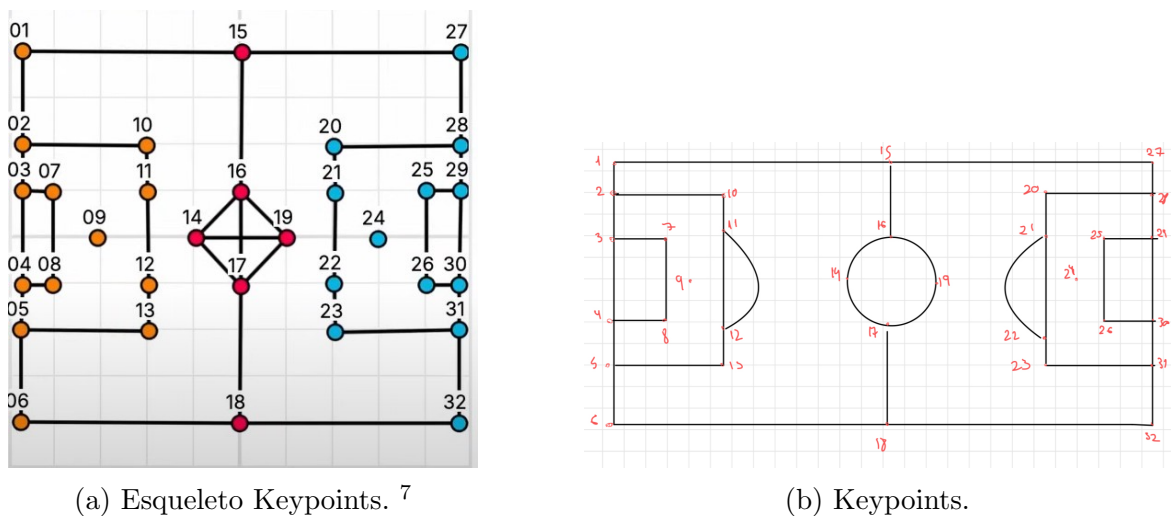 01 15 27
02 10 20 28
03 07 11 16 21 25 29
09 14 19 24
04 08 12 17 22 26 30
05 13 23 31
06 18 32
(a) Esqueleto Keypoints. 7
1 15 27
2 10 20
11 16 21
3 7 25
9 14 19 24
4 8 12 17 22 26 30
5 13 23 31
6 18 32
(b) Keypoints.